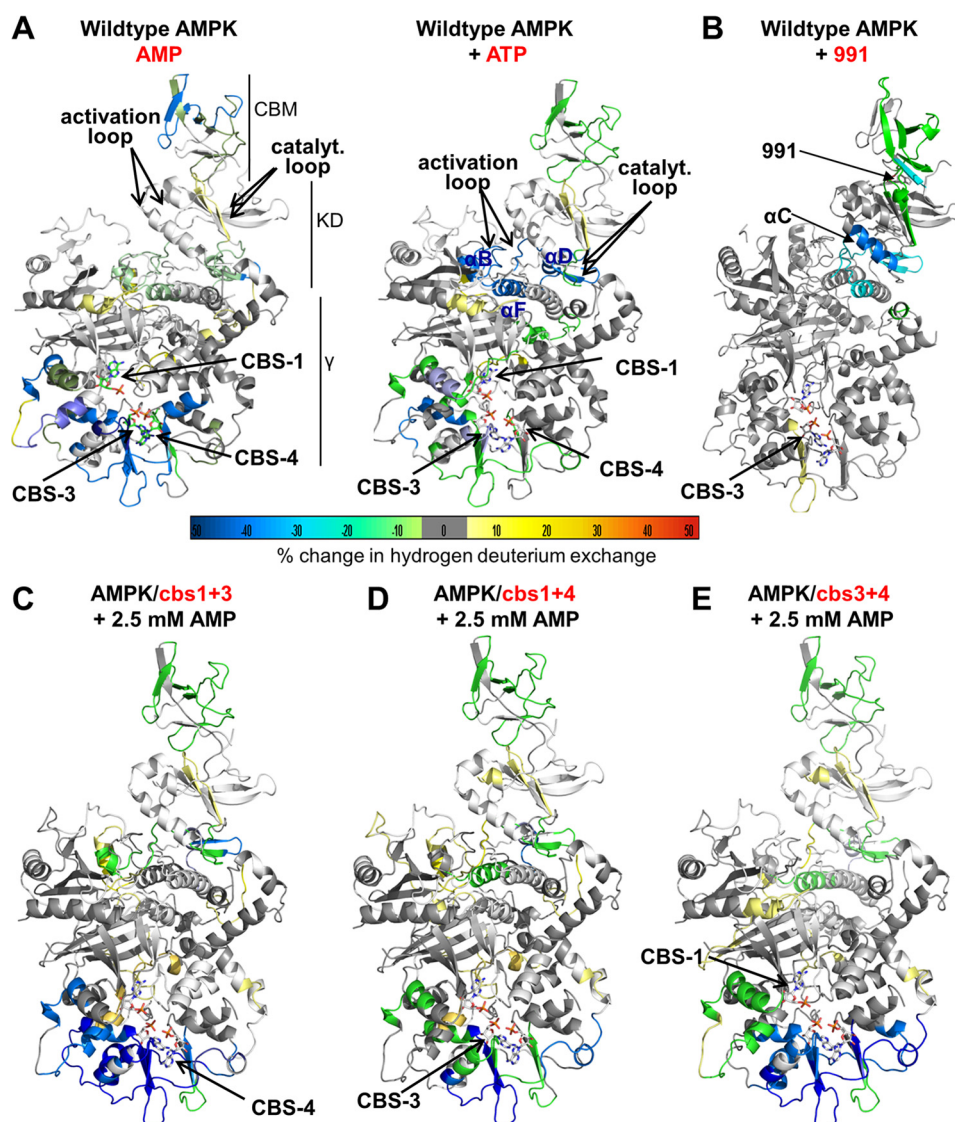 A
Wildtype AMPK
AMP
Wildtype AMPK
+ ATP
B
Wildtype AMPK
+ 991
activation
loop
CBM
catalyt.
loop
KD
γ
CBS-1
CBS-3
CBS-4
activation
loop
catalyt.
loop
αB
αD
αF
CBS-1
CBS-3
CBS-4
991
αC
CBS-3
50 40 30 -20 -10 0 10 20 30 40 50
% change in hydrogen deuterium exchange
C
AMPK/cbs1+3
+ 2.5 mM AMP
D
AMPK/cbs1+4
+ 2.5 mM AMP
E
AMPK/cbs3+4
+ 2.5 mM AMP
CBS-4
CBS-3
CBS-1